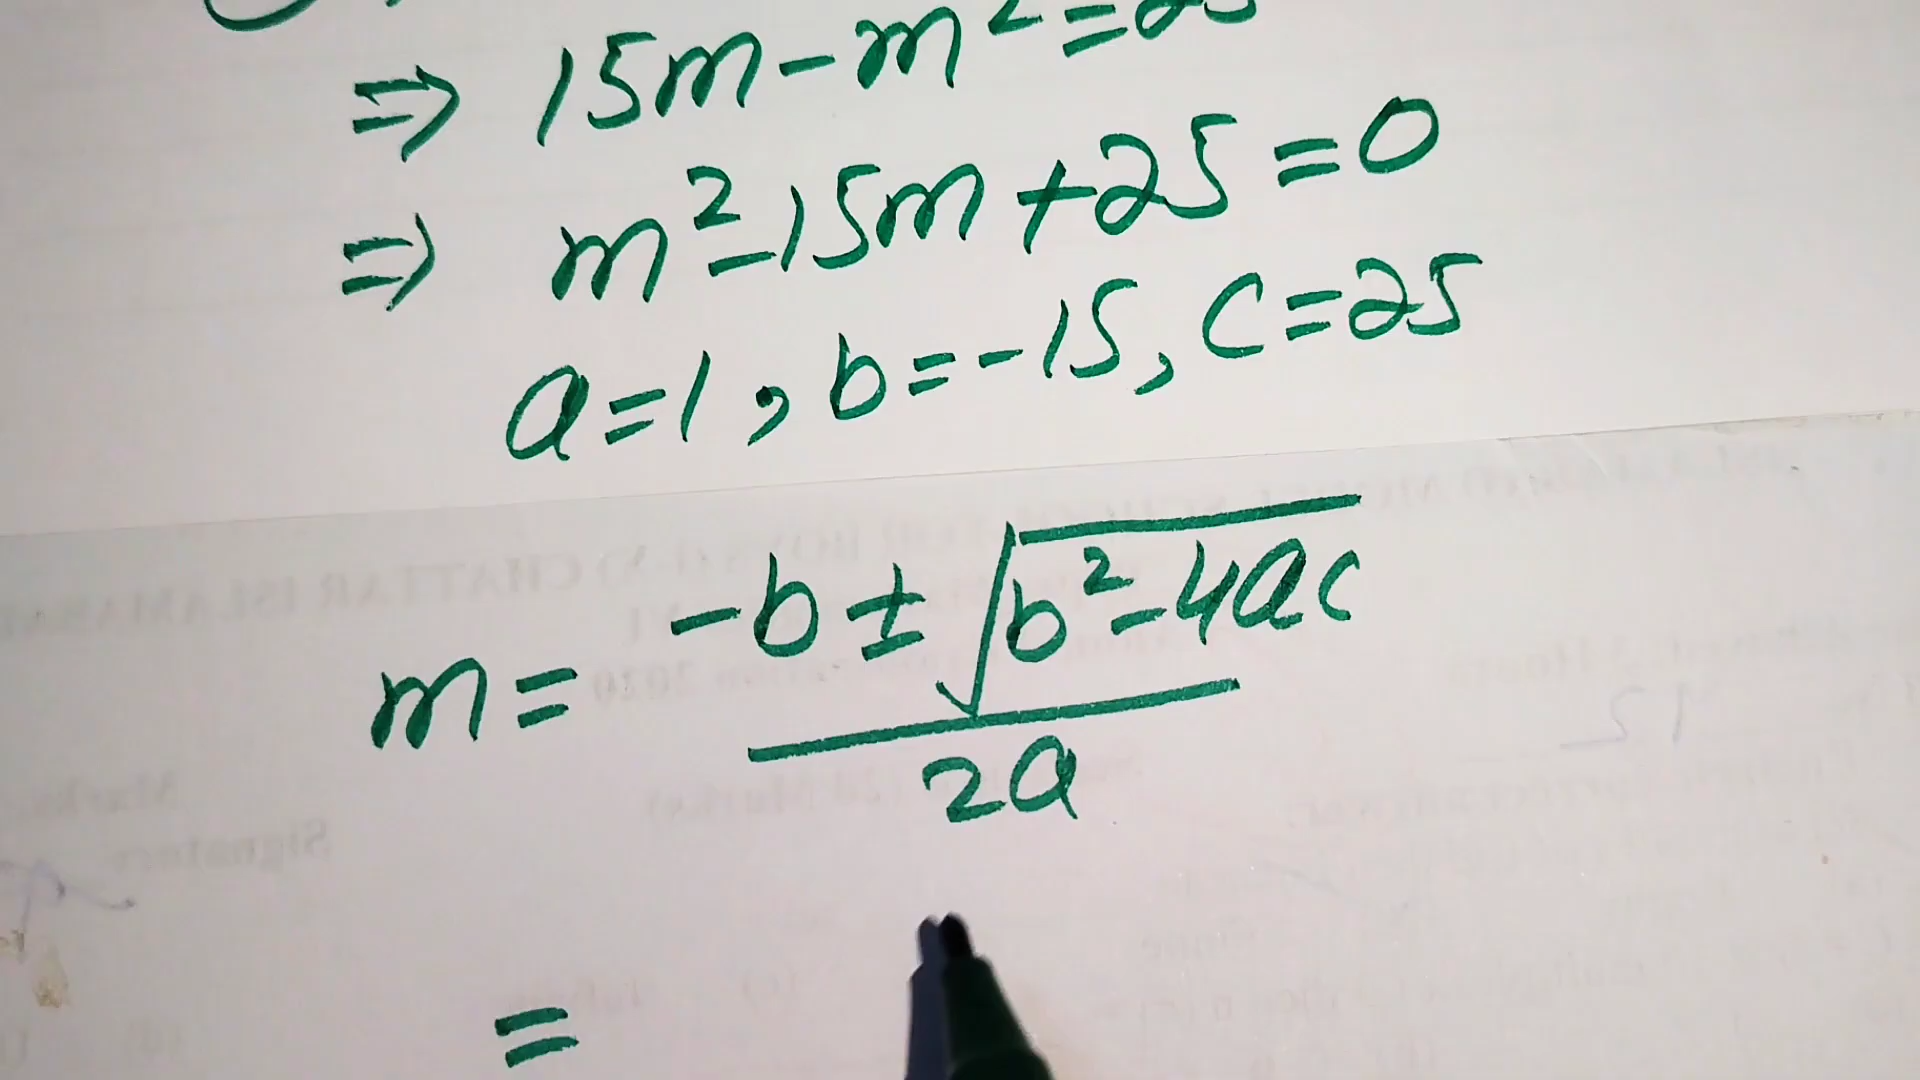 ⇒ 15m-m²=25
⇒ m²-15m+25=0
a=1, b=-15, c=25
m = -b ± √b²-4ac
2a
=